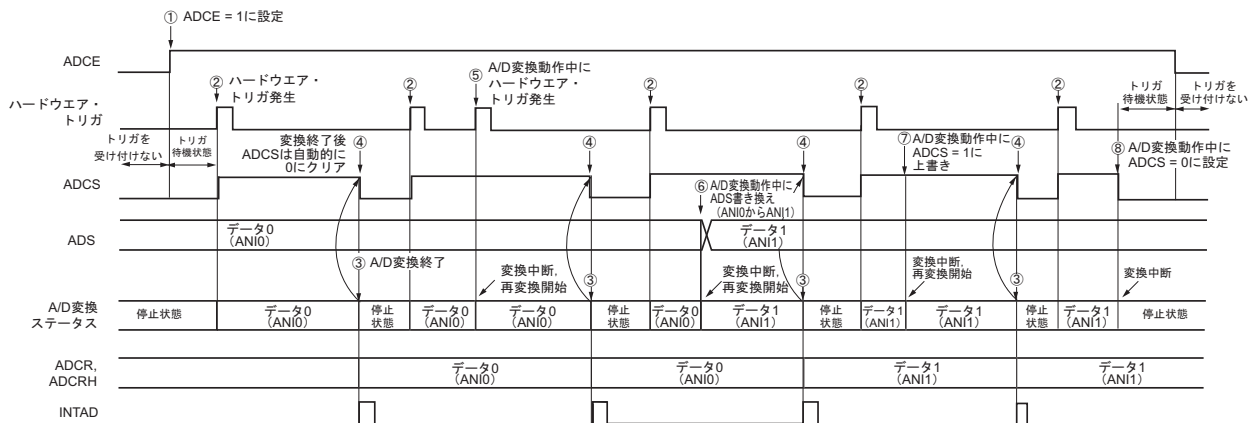 ① ADCE = 1に設定
ADCE
② ハードウエア・
トリガ発生
②
⑤ A/D変換動作中に
ハードウエア・
トリガ発生
②
②
②
トリガ
待機状態
トリガを
受け付けない
ハードウエア・
トリガ
トリガを
受け付けない
トリガ
待機状態
変換終了後
ADCSは自動的に
0にクリア
④
④
④
⑦ A/D変換動作中に
ADCS = 1に
上書き
④
⑧ A/D変換動作中に
ADCS = 0に設定
ADCS
⑥ A/D変換動作中に
ADS書き換え
(ANI0からANI1)
ADS
データ0
(ANI0)
データ1
(ANI1)
③ A/D変換終了
変換中断,
再変換開始
③
変換中断,
再変換開始
③
変換中断,
再変換開始
③
変換中断
A/D変換
ステータス
停止状態
データ0
(ANI0)
停止
状態
データ0
(ANI0)
データ0
(ANI0)
停止
状態
データ0
(ANI0)
データ1
(ANI1)
停止
状態
データ1
(ANI1)
データ1
(ANI1)
停止
状態
データ1
(ANI1)
停止状態
ADCR,
ADCRH
データ0
(ANI0)
データ0
(ANI0)
データ1
(ANI1)
データ1
(ANI1)
INTAD